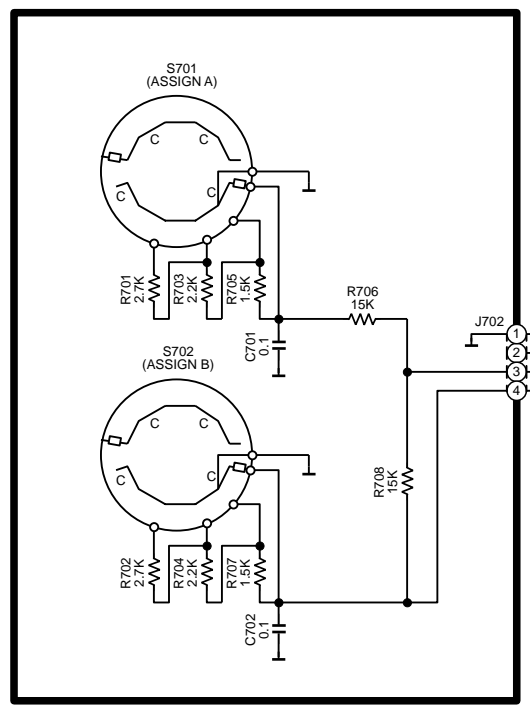 S701
(ASSIGN A)
C
C
C
C
R701
2.7K
R703
2.2K
R705
1.5K
R706
15K
C701
0.1
J702
1
2
3
4
S702
(ASSIGN B)
C
C
C
C
R708
15K
R702
2.7K
R704
2.2K
R707
1.5K
C702
0.1